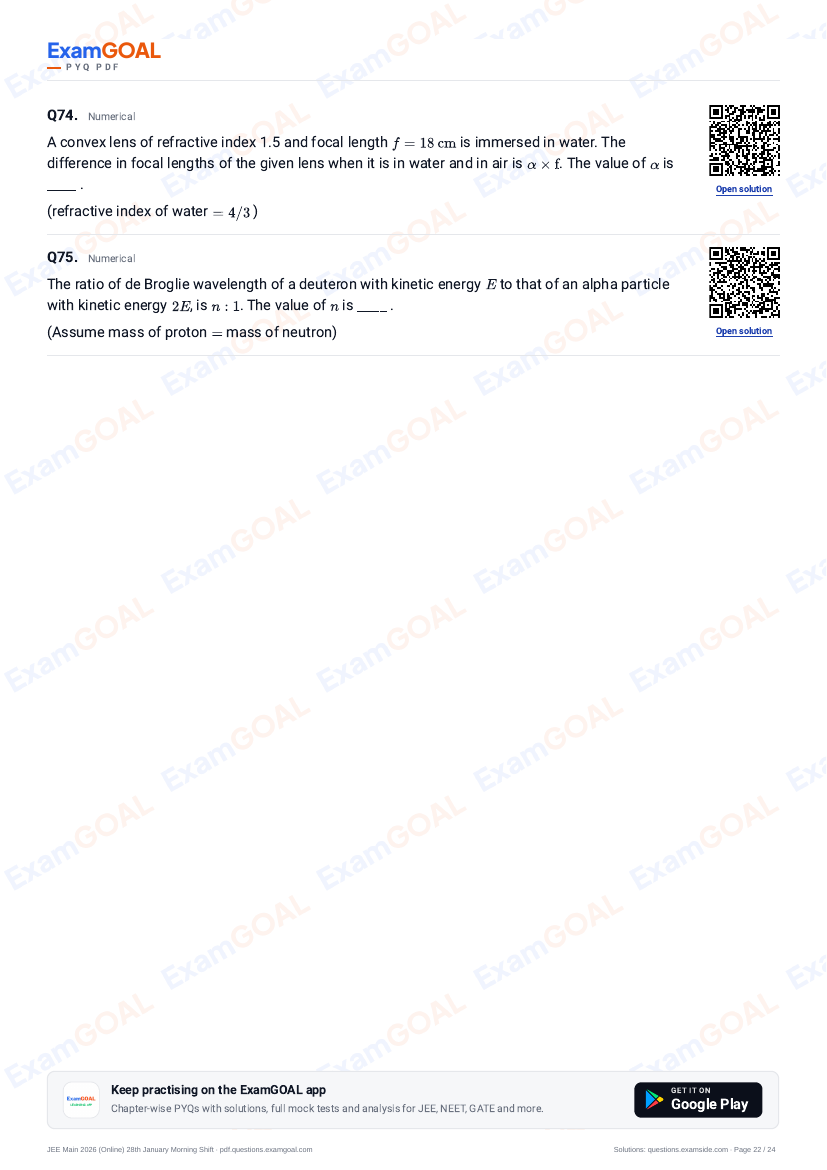 ExamGOAL
PYQ PDF
Q74. Numerical
A convex lens of refractive index 1.5 and focal length f = 18 cm is immersed in water. The
difference in focal lengths of the given lens when it is in water and in air is α × f. The value of α is
____ .
(refractive index of water = 4/3 )
Open solution
Q75. Numerical
The ratio of de Broglie wavelength of a deuteron with kinetic energy E to that of an alpha particle
with kinetic energy 2E, is n : 1. The value of n is ____ .
(Assume mass of proton = mass of neutron)
Open solution
Keep practising on the ExamGOAL app
Chapter-wise PYQs with solutions, full mock tests and analysis for JEE, NEET, GATE and more.
GET IT ON
Google Play
JEE Main 2026 (Online) 28th January Morning Shift · pdf.questions.examgoal.com
Solutions: questions.examside.com · Page 22 / 24